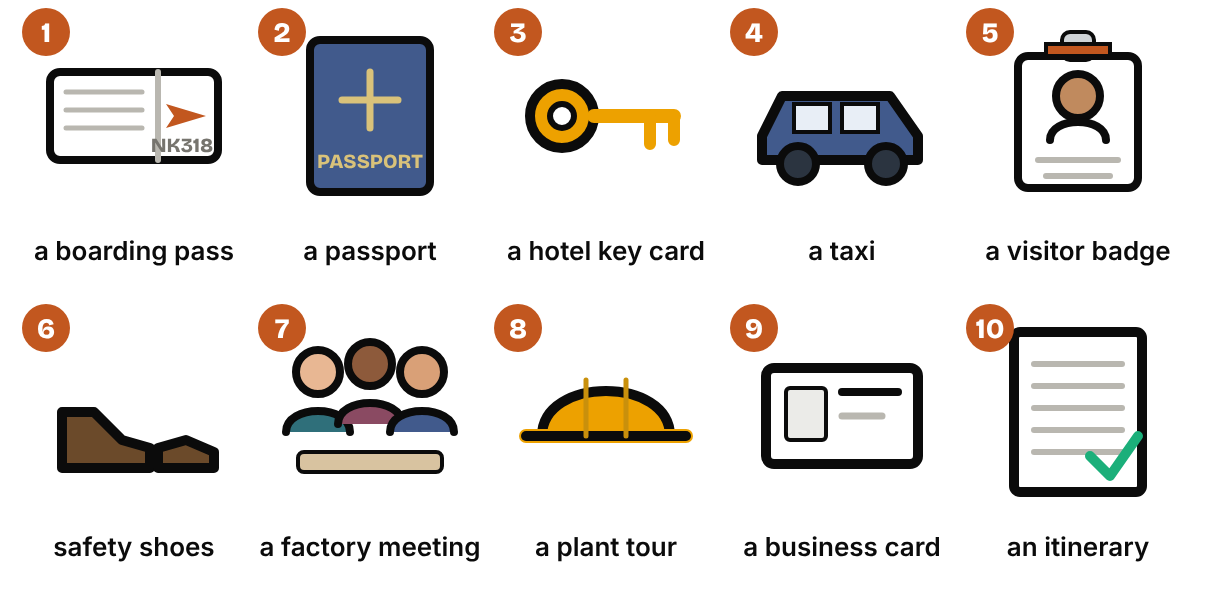 1
2
3
4
5
NK318
PASSPORT
a boarding pass
a passport
a hotel key card
a taxi
a visitor badge
6
7
8
9
10
safety shoes
a factory meeting
a plant tour
a business card
an itinerary